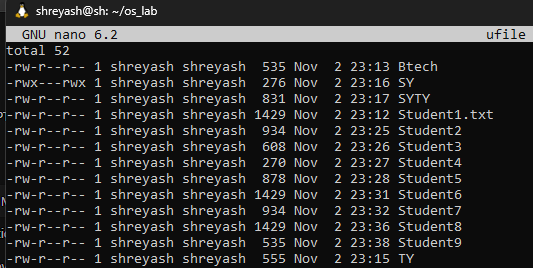 shreyash@sh: ~/os_lab
GNU nano 6.2 ufile
total 52
-rw-r--r-- 1 shreyash shreyash  535 Nov  2 23:13 Btech
-rwx---rwx 1 shreyash shreyash  276 Nov  2 23:16 SY
-rw-r--r-- 1 shreyash shreyash  831 Nov  2 23:17 SYTY
-rw-r--r-- 1 shreyash shreyash 1429 Nov  2 23:12 Student1.txt
-rw-r--r-- 1 shreyash shreyash  934 Nov  2 23:25 Student2
-rw-r--r-- 1 shreyash shreyash  608 Nov  2 23:26 Student3
-rw-r--r-- 1 shreyash shreyash  270 Nov  2 23:27 Student4
-rw-r--r-- 1 shreyash shreyash  878 Nov  2 23:28 Student5
-rw-r--r-- 1 shreyash shreyash 1429 Nov  2 23:31 Student6
-rw-r--r-- 1 shreyash shreyash  934 Nov  2 23:32 Student7
-rw-r--r-- 1 shreyash shreyash 1429 Nov  2 23:36 Student8
-rw-r--r-- 1 shreyash shreyash  535 Nov  2 23:38 Student9
-rw-r--r-- 1 shreyash shreyash  555 Nov  2 23:15 TY